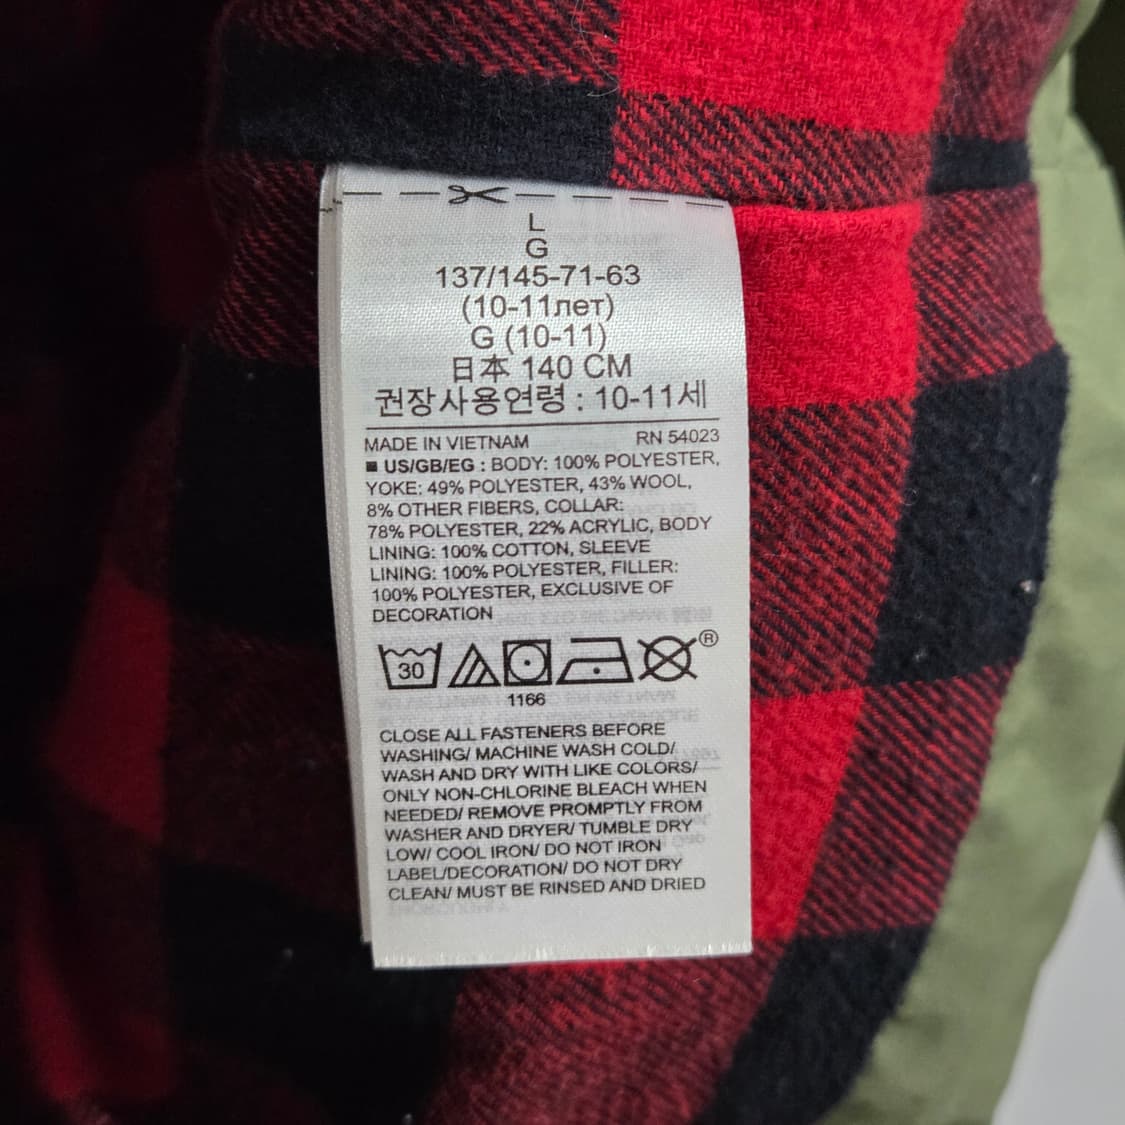 L
G
137/145-71-63
(10-11лет)
G (10-11)
日本 140 CM
권장사용연령 : 10-11세
MADE IN VIETNAM RN 54023
■ US/GB/EG : BODY: 100% POLYESTER,
YOKE: 49% POLYESTER, 43% WOOL,
8% OTHER FIBERS, COLLAR:
78% POLYESTER, 22% ACRYLIC, BODY
LINING: 100% COTTON, SLEEVE
LINING: 100% POLYESTER, FILLER:
100% POLYESTER, EXCLUSIVE OF
DECORATION
30 ®
1166
CLOSE ALL FASTENERS BEFORE
WASHING/ MACHINE WASH COLD/
WASH AND DRY WITH LIKE COLORS/
ONLY NON-CHLORINE BLEACH WHEN
NEEDED/ REMOVE PROMPTLY FROM
WASHER AND DRYER/ TUMBLE DRY
LOW/ COOL IRON/ DO NOT IRON
LABEL/DECORATION/ DO NOT DRY
CLEAN/ MUST BE RINSED AND DRIED